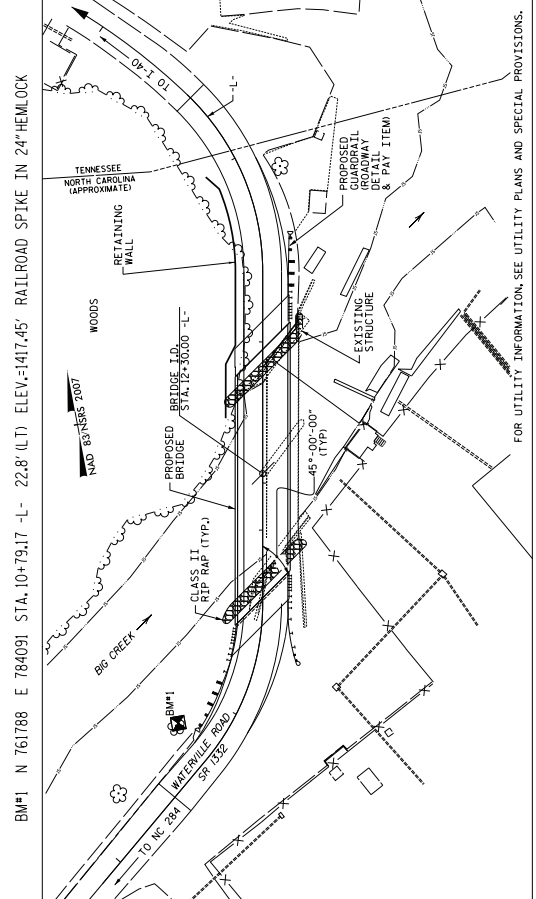 BM#1 N 761788 E 784091 STA. 10+79.17 -L- 22.8' (LT) ELEV.=1417.45' RAILROAD SPIKE IN 24"HEMLOCK
TO I-40
-L-
TENNESSEE
NORTH CAROLINA
(APPROXIMATE)
RETAINING
WALL
WOODS
NAD 83/NSRS 2007
PROPOSED
GUARDRAIL
(ROADWAY
DETAIL
& PAY ITEM)
BRIDGE I.D.
STA. 12+30.00 -L-
EXISTING
STRUCTURE
PROPOSED
BRIDGE
45°-00'-00"
(TYP)
CLASS II
RIP RAP (TYP.)
BIG CREEK
BM#1
WATERVILLE ROAD
SR 1332
TO NC 284
FOR UTILITY INFORMATION, SEE UTILITY PLANS AND SPECIAL PROVISIONS.